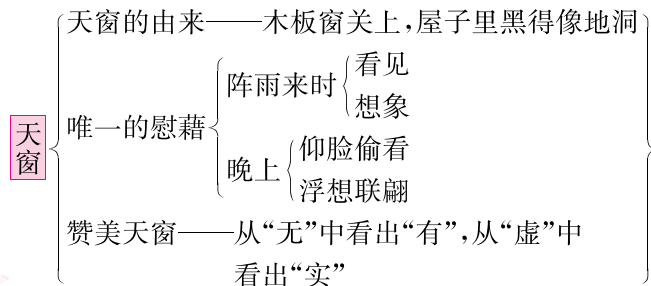 天窗
天窗的由来——木板窗关上，屋子里黑得像地洞
唯一的慰藉
阵雨来时
看见
想象
晚上
仰脸偷看
浮想联翩
赞美天窗——从“无”中看出“有”，从“虚”中
看出“实”